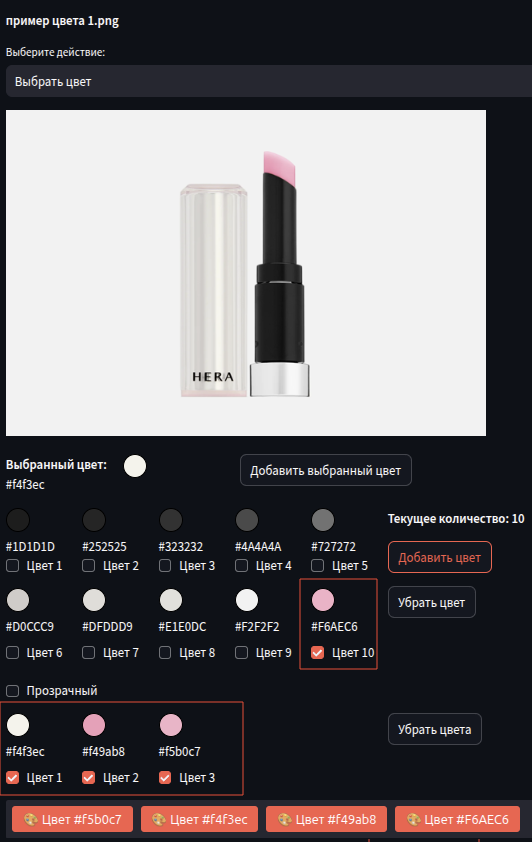 пример цвета 1.png
Выберите действие:
Выбрать цвет
HERA
Выбранный цвет:
#f4f3ec
Добавить выбранный цвет
Текущее количество: 10
#1D1D1D #252525 #323232 #4A4A4A #727272
Цвет 1 Цвет 2 Цвет 3 Цвет 4 Цвет 5
Добавить цвет
#D0CCC9 #DFDDD9 #E1E0DC #F2F2F2 #F6AEC6
Цвет 6 Цвет 7 Цвет 8 Цвет 9 Цвет 10
Убрать цвет
Прозрачный
#f4f3ec #f49ab8 #f5b0c7
Цвет 1 Цвет 2 Цвет 3
Убрать цвета
Цвет #f5b0c7 Цвет #f4f3ec Цвет #f49ab8 Цвет #F6AEC6